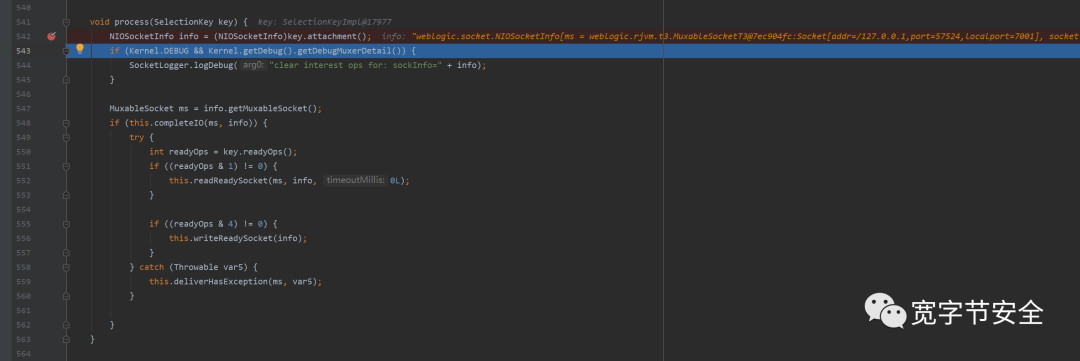 540
541 void process(SelectionKey key) { key: SelectionKeyImpl@17977
542 NIOSocketInfo info = (NIOSocketInfo)key.attachment(); info: "weblogic.socket.NIOSocketInfo[ms = weblogic.rjvm.t3.MuxableSocketT3@7ec904fc:Socket[addr=/127.0.0.1,port=57524,localport=7001], socket
543 if (Kernel.DEBUG && Kernel.getDebug().getDebugMuxerDetail()) {
544 SocketLogger.logDebug( arg0: "clear interest ops for: sockInfo=" + info);
545 }
546
547 MuxableSocket ms = info.getMuxableSocket();
548 if (this.completeIO(ms, info)) {
549 try {
550 int readyOps = key.readyOps();
551 if ((readyOps & 1) != 0) {
552 this.readReadySocket(ms, info, timeoutMillis: 0L);
553 }
554
555 if ((readyOps & 4) != 0) {
556 this.writeReadySocket(info);
557 }
558 } catch (Throwable var5) {
559 this.deliverHasException(ms, var5);
560 }
561
562 }
563 }
564
宽字节安全